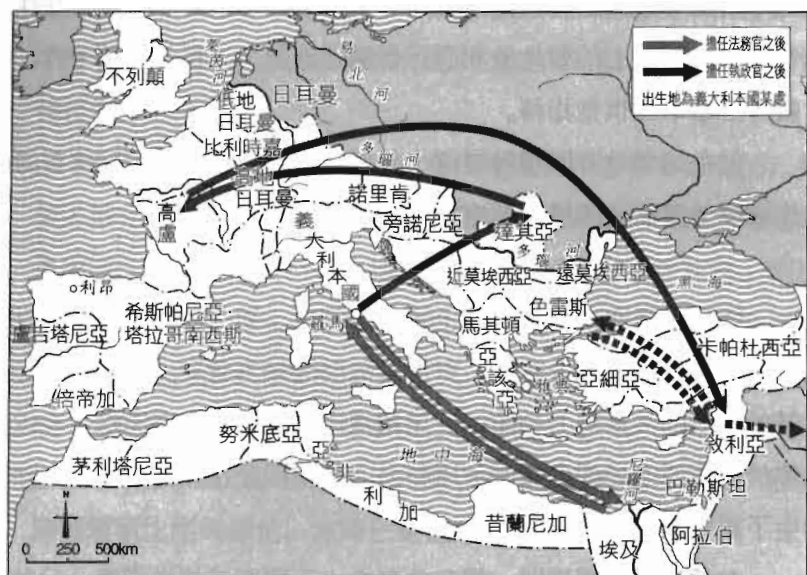 擔任法務官之後
擔任執政官之後
出生地為義大利本國某處
不列顛
萊茵河
易北河
日耳曼
低地
日耳曼
比利時嘉
高地
日耳曼
多瑙河
高盧
諾里肯
旁諾尼亞
達其亞
多瑙河
義大利本國
近莫埃西亞
遠莫埃西亞
黑海
利昂
希斯帕尼亞
塔拉哥南西斯
盧吉塔尼亞
倍帝加
羅馬
色雷斯
馬其頓
亞該亞
雅典
亞細亞
卡帕杜西亞
敘利亞
茅利塔尼亞
努米底亞
亞非利加
地中海
尼羅河
巴勒斯坦
昔蘭尼加
埃及
阿拉伯
N
0 250 500km